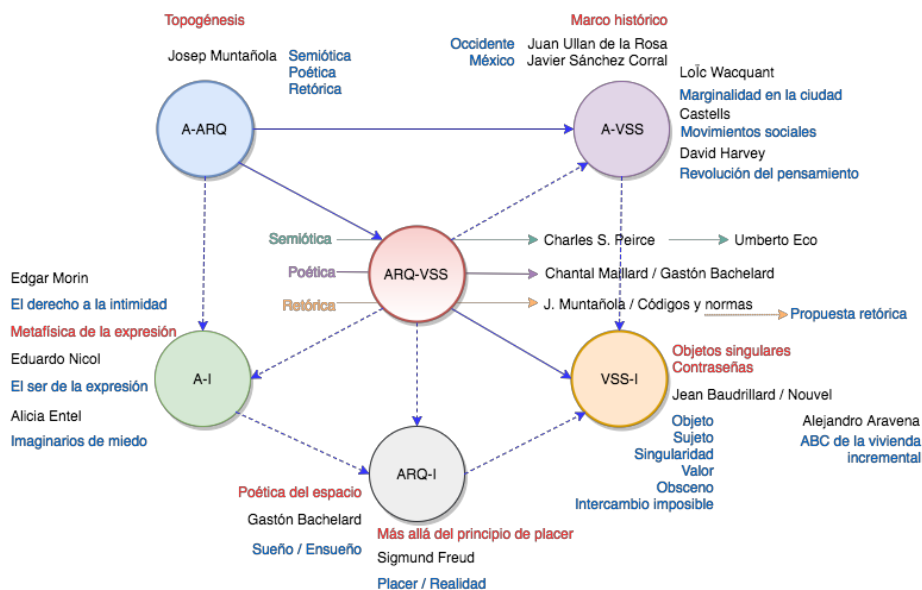 Topogénesis
Josep Muntañola
Semiótica
Poética
Retórica
Marco histórico
Occidente
México
Juan Ullan de la Rosa
Javier Sánchez Corral
Loïc Wacquant
Marginalidad en la ciudad
Castells
Movimientos sociales
David Harvey
Revolución del pensamiento
A-ARQ
A-VSS
Semiótica
Poética
Retórica
ARQ-VSS
Charles S. Peirce
Umberto Eco
Chantal Maillard / Gastón Bachelard
J. Muntañola / Códigos y normas
Propuesta retórica
Edgar Morin
El derecho a la intimidad
Metafísica de la expresión
Eduardo Nicol
El ser de la expresión
Alicia Entel
Imaginarios de miedo
A-I
VSS-I
Objetos singulares
Contraseñas
Jean Baudrillard / Nouvel
Objeto
Sujeto
Singularidad
Valor
Obsceno
Intercambio imposible
Alejandro Aravena
ABC de la vivienda
incremental
ARQ-I
Poética del espacio
Gastón Bachelard
Sueño / Ensueño
Más allá del principio de placer
Sigmund Freud
Placer / Realidad